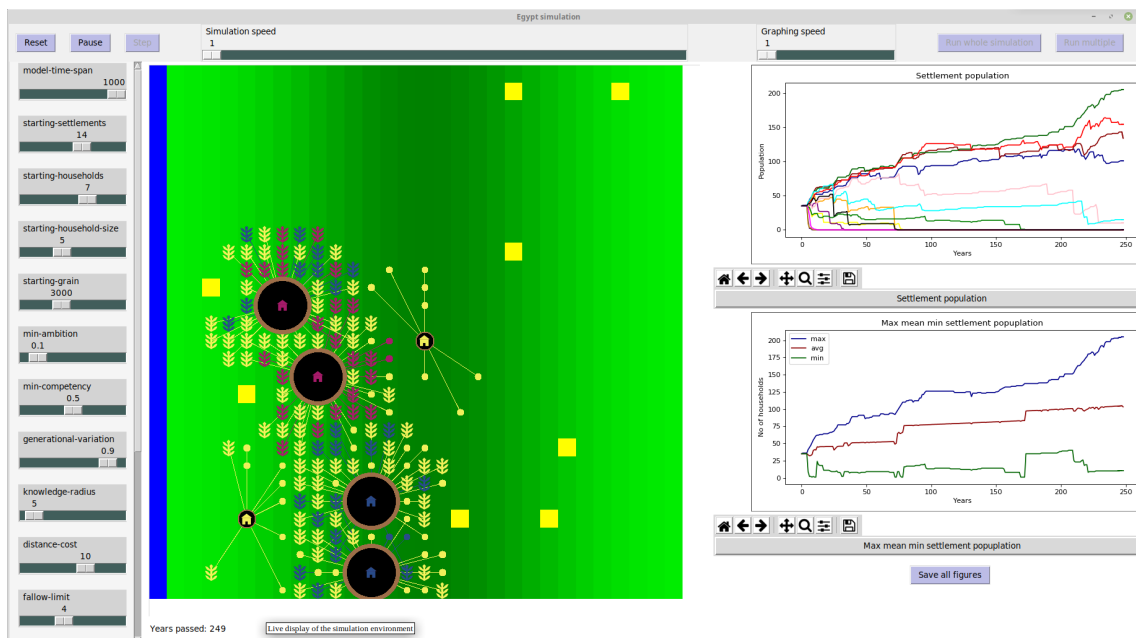 Egypt simulation
Reset
Pause
Step
Simulation speed
1
Graphing speed
1
Run whole simulation
Run multiple
model-time-span
1000
starting-settlements
14
starting-households
7
starting-household-size
5
starting-grain
3000
min-ambition
0.1
min-competency
0.5
generational-variation
0.9
knowledge-radius
5
distance-cost
10
fallow-limit
4
Years passed: 249
Live display of the simulation environment
Settlement population
200
150
100
50
0
Population
0 50 100 150 200 250
Years
Settlement population
Max mean min settlement popupulation
max
avg
min
200
175
150
125
100
75
50
25
0
No of households
0 50 100 150 200 250
Years
Max mean min settlement popupulation
Save all figures